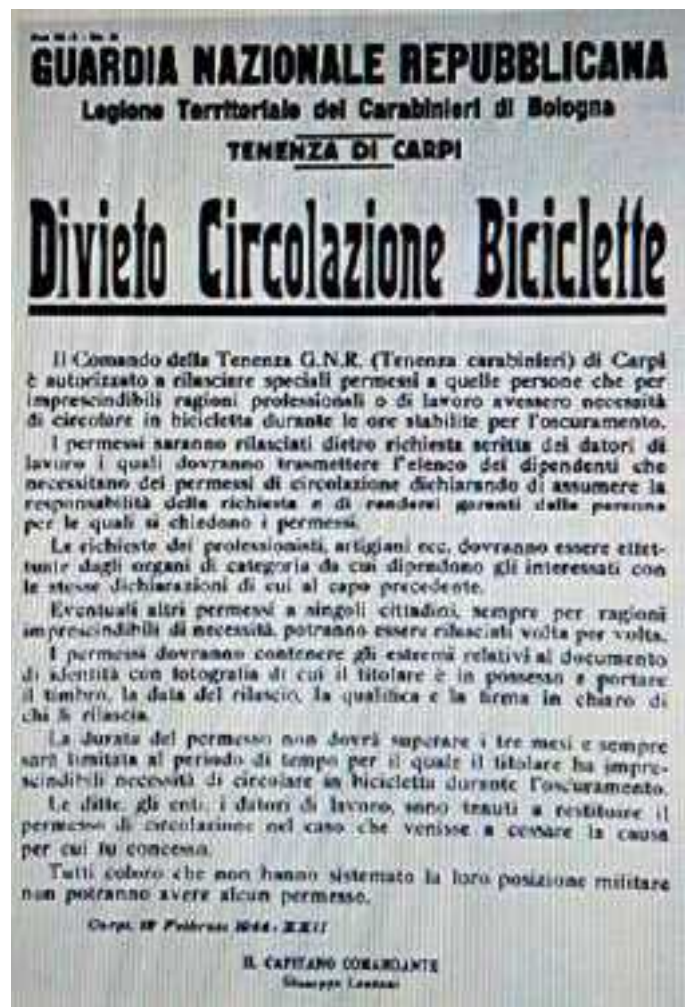 GUARDIA NAZIONALE REPUBBLICANA
Legione Territoriale dei Carabinieri di Bologna
TENENZA DI CARPI
Divieto Circolazione Biciclette
Il Comando della Tenenza G.N.R. (Tenenza carabinieri) di Carpi
è autorizzato a rilasciare speciali permessi a quelle persone che per
imprescindibili ragioni professionali o di lavoro avessero necessità
di circolare in bicicletta durante le ore stabilite per l'oscuramento.
I permessi saranno rilasciati dietro richiesta scritta dei datori di
lavoro i quali dovranno trasmettere l'elenco dei dipendenti che
necessitano dei permessi di circolazione dichiarando di assumere la
responsabilità della richiesta e di rendersi garanti delle persone
per le quali si chiedono i permessi.
Le richieste dei professionisti, artigiani ecc. dovranno essere effet-
tuate dagli organi di categoria da cui dipendono gli interessati con
le stesse dichiarazioni di cui al capo precedente.
Eventuali altri permessi a singoli cittadini, sempre per ragioni
imprescindibili di necessità, potranno essere rilasciati volta per volta.
I permessi dovranno contenere gli estremi relativi al documento
di identità con fotografia di cui il titolare è in possesso e portare
il timbro, la data del rilascio, la qualifica e la firma in chiaro di
chi li rilascia.
La durata del permesso non dovrà superare i tre mesi e sempre
sarà limitata al periodo di tempo per il quale il titolare ha impre-
scindibili necessità di circolare in bicicletta durante l'oscuramento.
Le ditte, gli enti, i datori di lavoro, sono tenuti a restituire il
permesso di circolazione nel caso che venisse a cessare la causa
per cui fu concesso.
Tutti coloro che non hanno sistemato la loro posizione militare
non potranno avere alcun permesso.
Carpi, Febbraio 1944 - XXII
IL CAPITANO COMANDANTE
Giuseppe